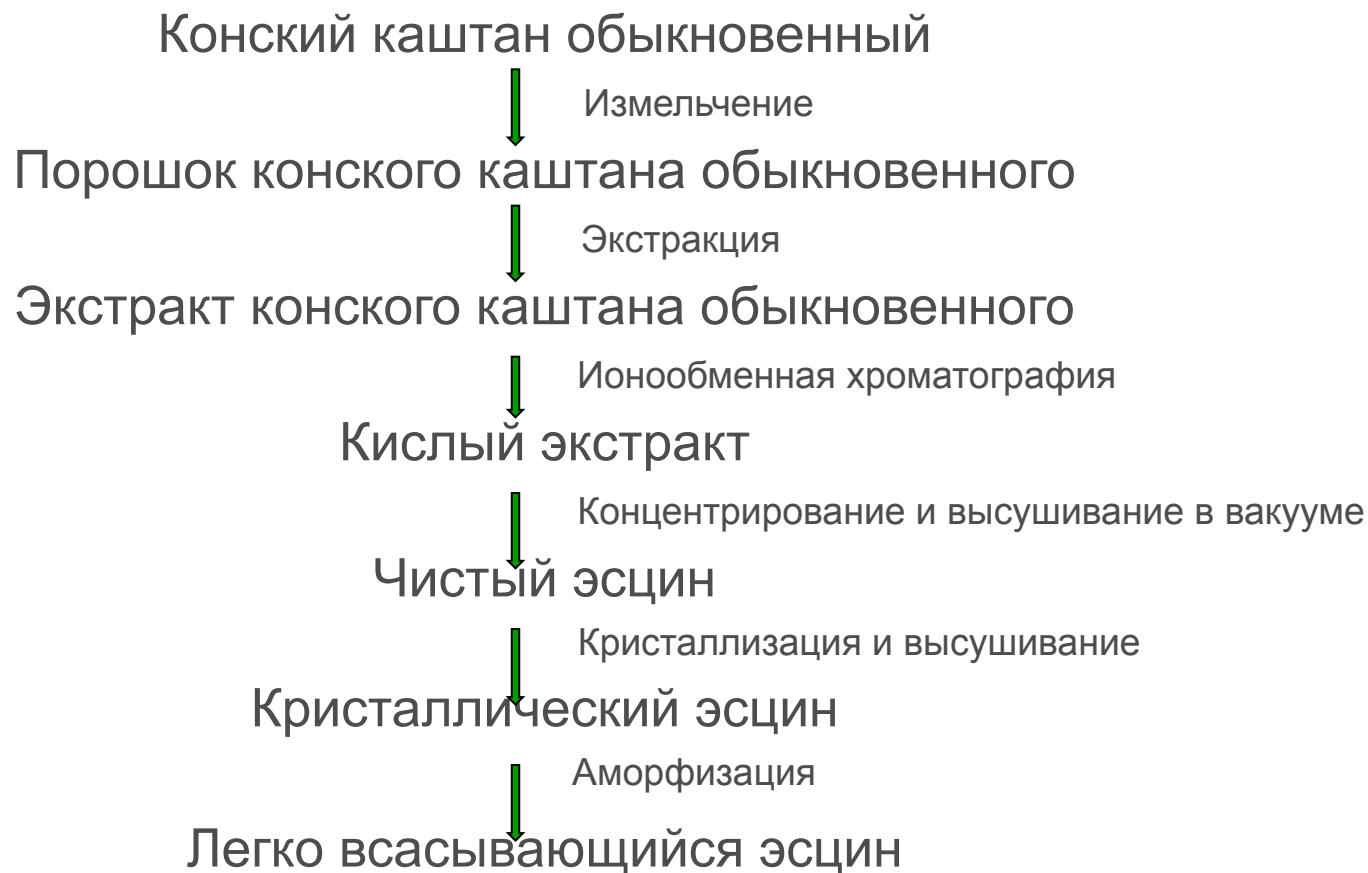 Конский каштан обыкновенный
Измельчение
Порошок конского каштана обыкновенного
Экстракция
Экстракт конского каштана обыкновенного
Ионообменная хроматография
Кислый экстракт
Концентрирование и высушивание в вакууме
Чистый эсцин
Кристаллизация и высушивание
Кристаллический эсцин
Аморфизация
Легко всасывающийся эсцин